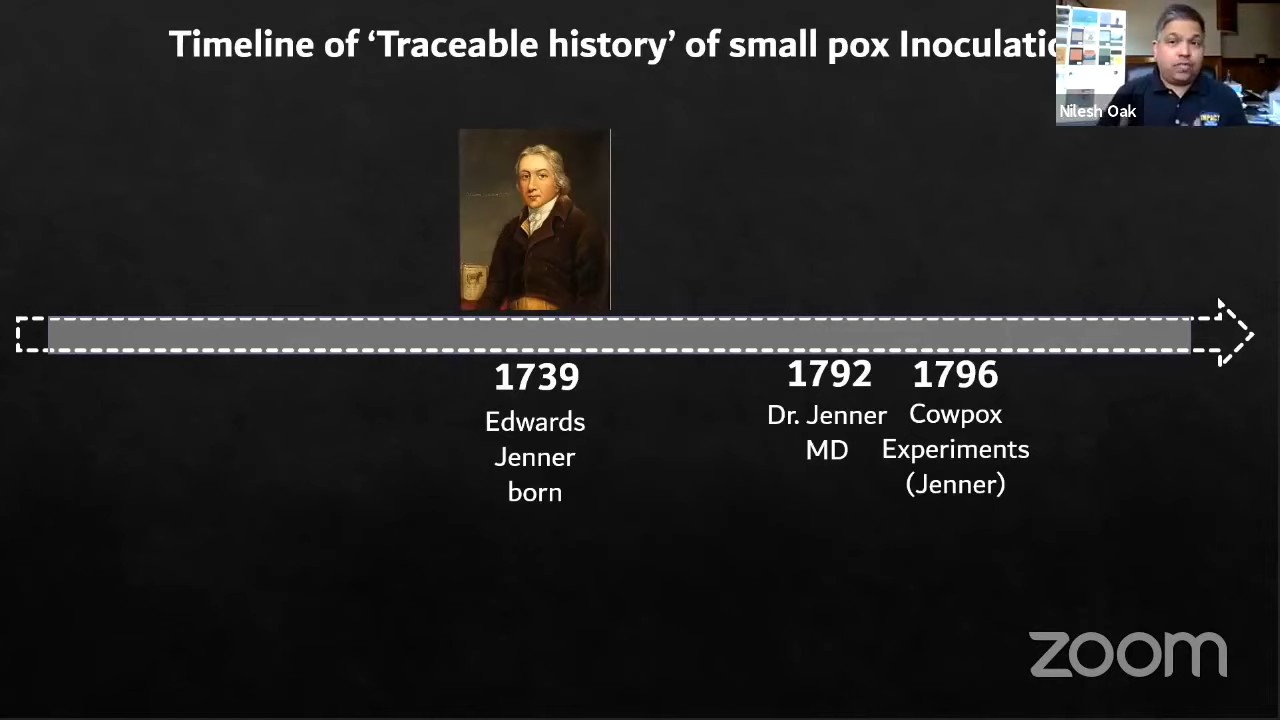 Timeline of ‘Traceable history’ of small pox Inoculatio
Nilesh Oak
1739
Edwards
Jenner
born
1792
Dr. Jenner
MD
1796
Cowpox
Experiments
(Jenner)
zoom